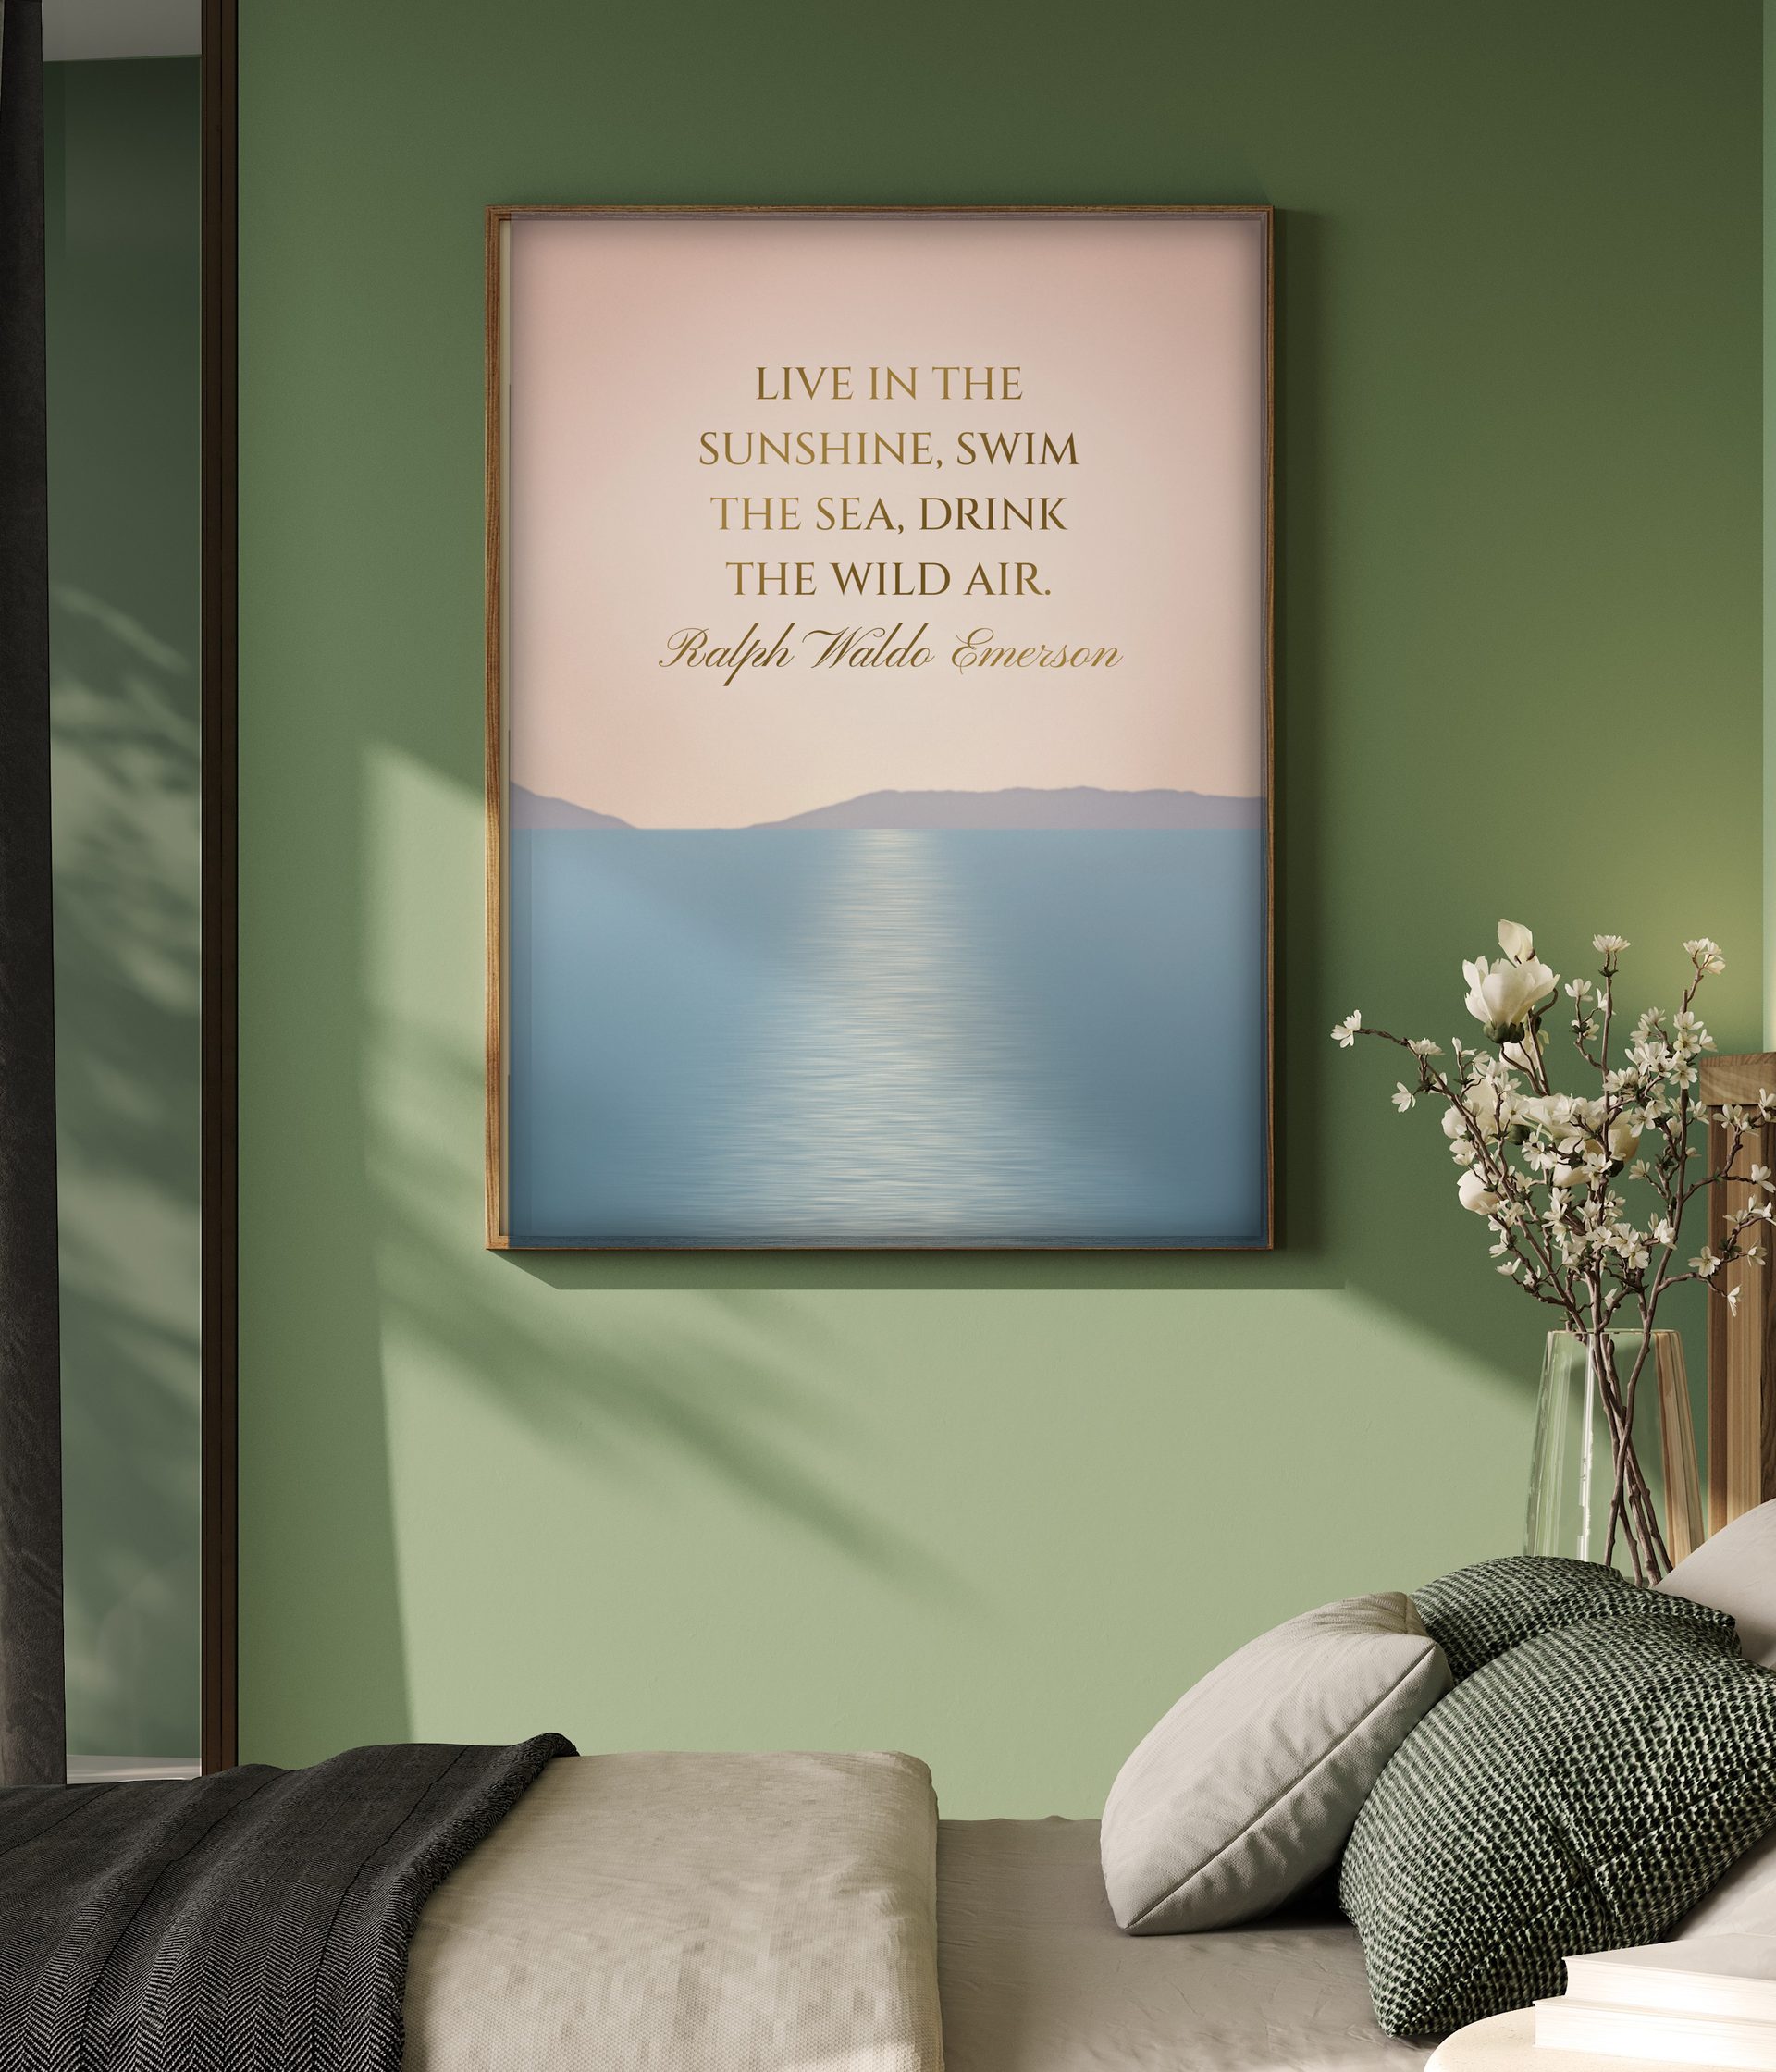 LIVE IN THE
SUNSHINE, SWIM
THE SEA, DRINK
THE WILD AIR.
Ralph Waldo Emerson